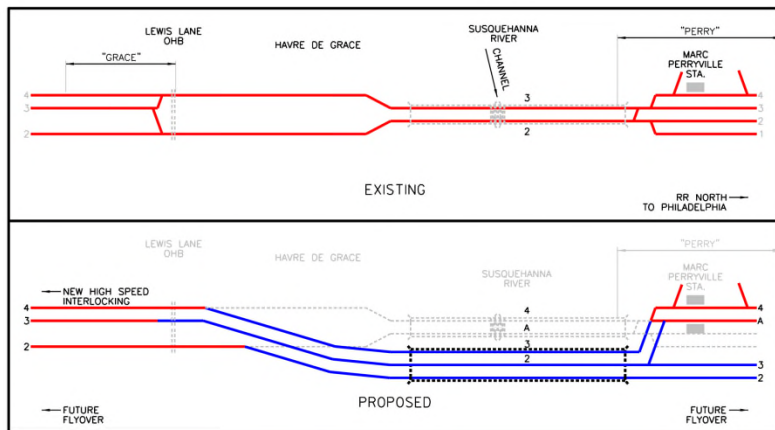 LEWIS LANE
OHB
HAVRE DE GRACE
SUSQUEHANNA
RIVER
"PERRY"
"GRACE"
CHANNEL
MARC
PERRYVILLE
STA.
4
3
2
3
2
4
3
2
1
EXISTING
RR NORTH
TO PHILADELPHIA
LEWIS LANE
OHB
HAVRE DE GRACE
"PERRY"
SUSQUEHANNA
RIVER
MARC
PERRYVILLE
STA.
NEW HIGH SPEED
INTERLOCKING
4
3
2
4
A
3
2
4
A
3
2
PROPOSED
FUTURE
FLYOVER
FUTURE
FLYOVER